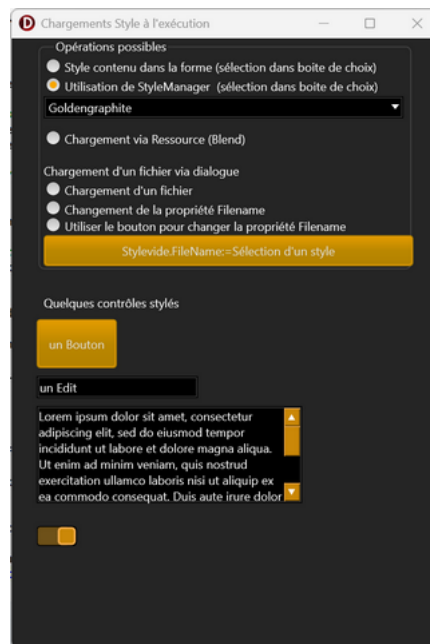 D Chargements Style à l'exécution
Opérations possibles
Style contenu dans la forme (sélection dans boite de choix)
Utilisation de StyleManager (sélection dans boite de choix)
Goldengraphite
Chargement via Ressource (Blend)
Chargement d'un fichier via dialogue
Chargement d'un fichier
Changement de la propriété Filename
Utiliser le bouton pour changer la propriété Filename
Stylevide.FileName:=Sélection d'un style
Quelques contrôles stylés
un Bouton
un Edit
Lorem ipsum dolor sit amet, consectetur
adipiscing elit, sed do eiusmod tempor
incididunt ut labore et dolore magna aliqua.
Ut enim ad minim veniam, quis nostrud
exercitation ullamco laboris nisi ut aliquip ex
ea commodo consequat. Duis aute irure dolor